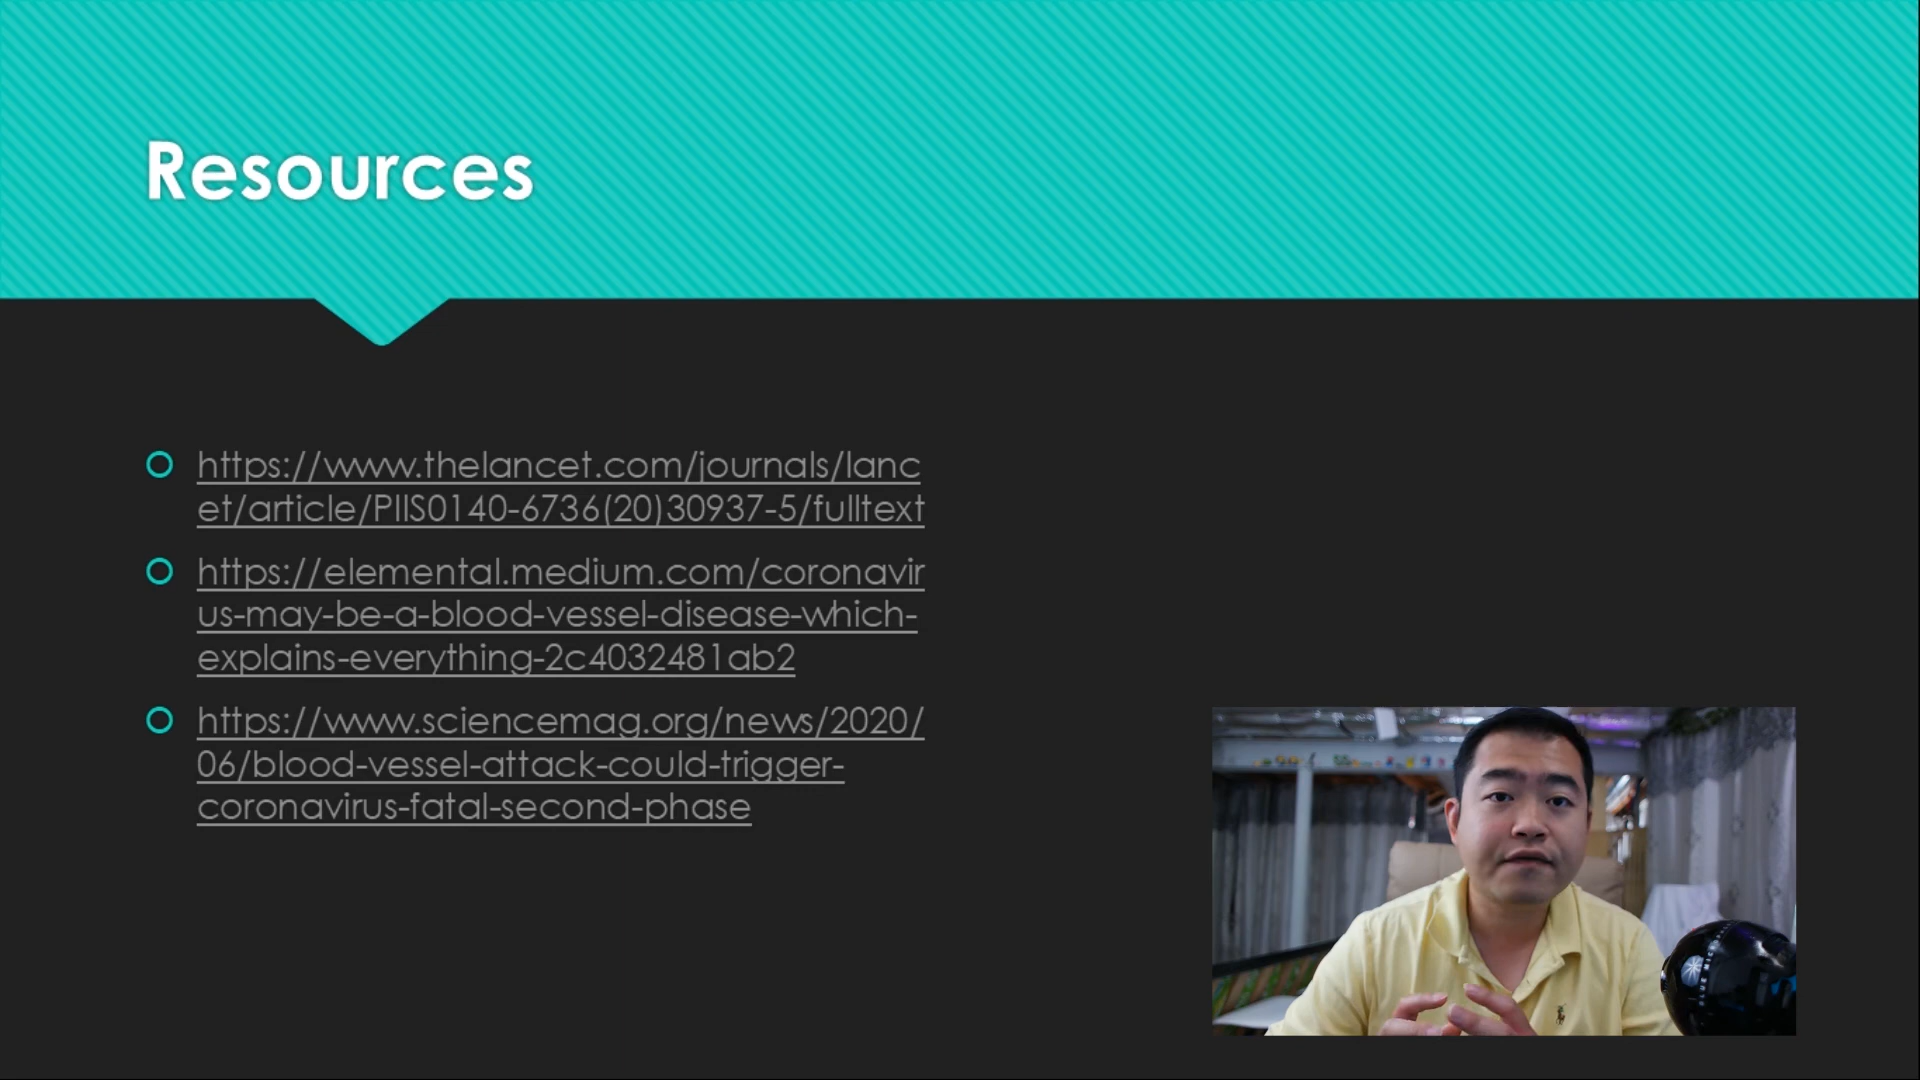 Resources
https://www.thelancet.com/journals/lanc
et/article/PIIS0140-6736(20)30937-5/fulltext
https://elemental.medium.com/coronavir
us-may-be-a-blood-vessel-disease-which-
explains-everything-2c4032481ab2
https://www.sciencemag.org/news/2020/
06/blood-vessel-attack-could-trigger-
coronavirus-fatal-second-phase